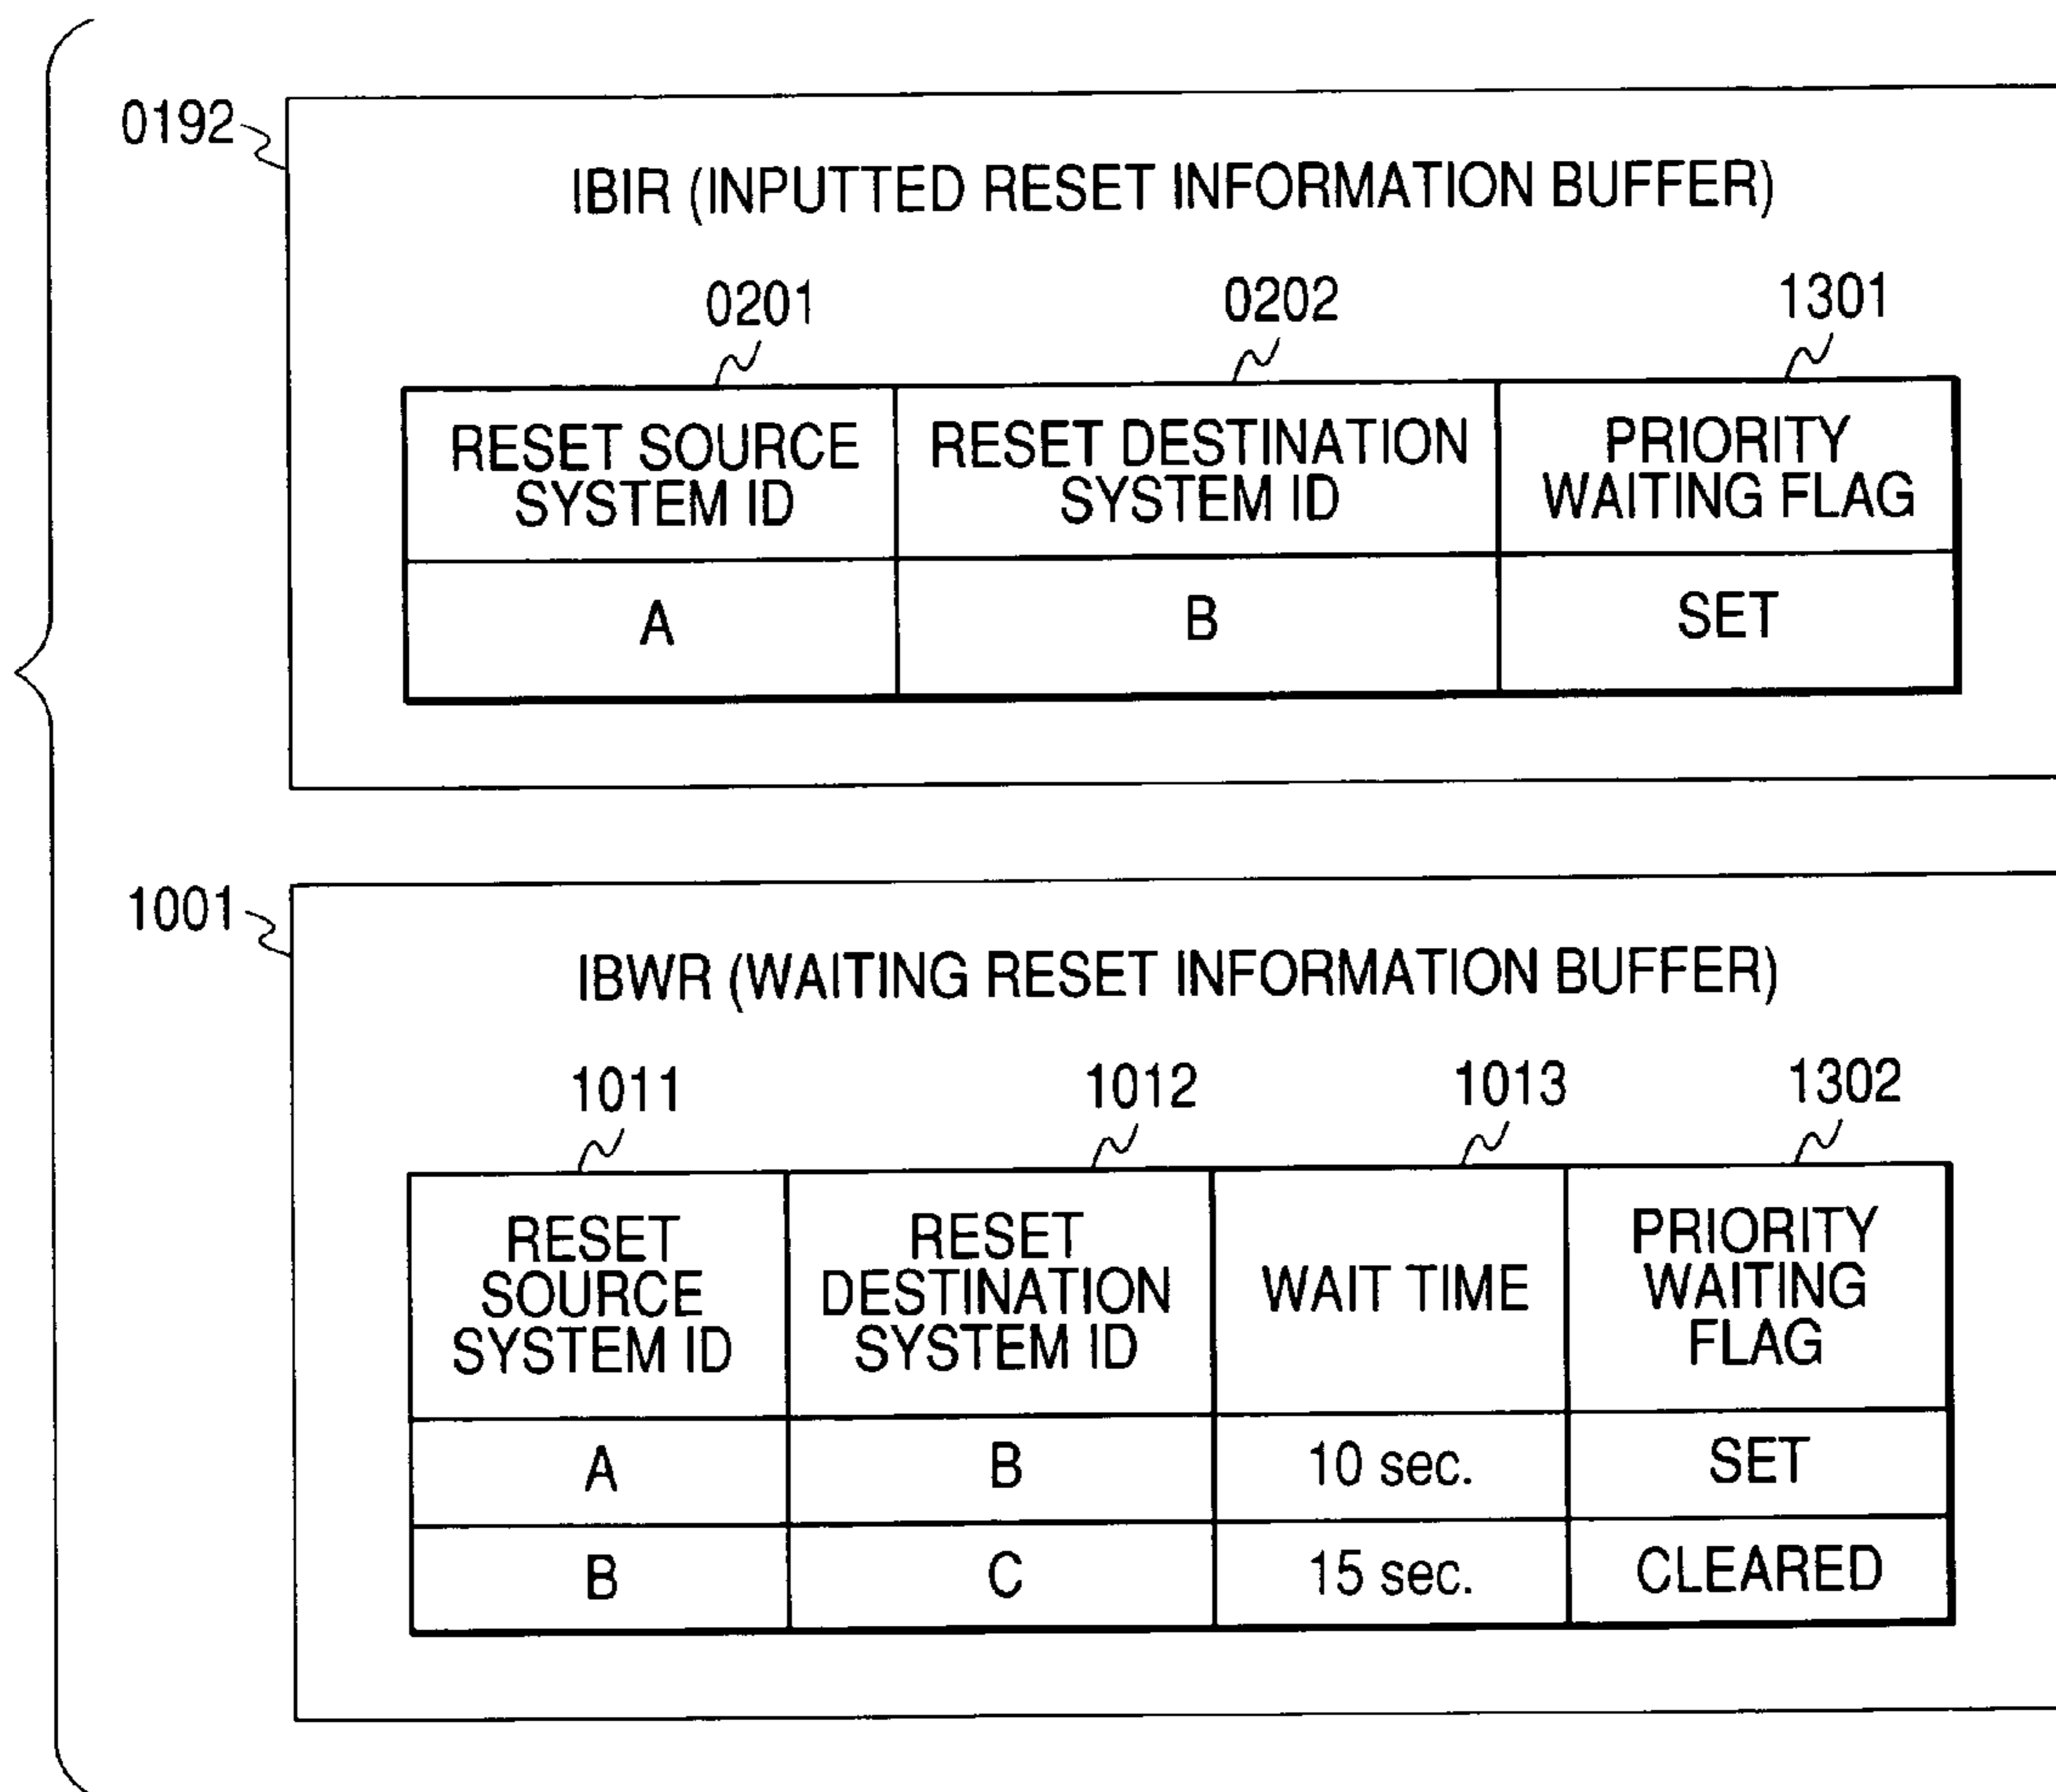 0192
IBIR (INPUTTED RESET INFORMATION BUFFER)
0201 0202 1301
RESET SOURCE SYSTEM ID
RESET DESTINATION SYSTEM ID
PRIORITY WAITING FLAG
A B SET
1001
IBWR (WAITING RESET INFORMATION BUFFER)
1011 1012 1013 1302
RESET SOURCE SYSTEM ID
RESET DESTINATION SYSTEM ID
WAIT TIME
PRIORITY WAITING FLAG
A B 10 sec. SET
B C 15 sec. CLEARED